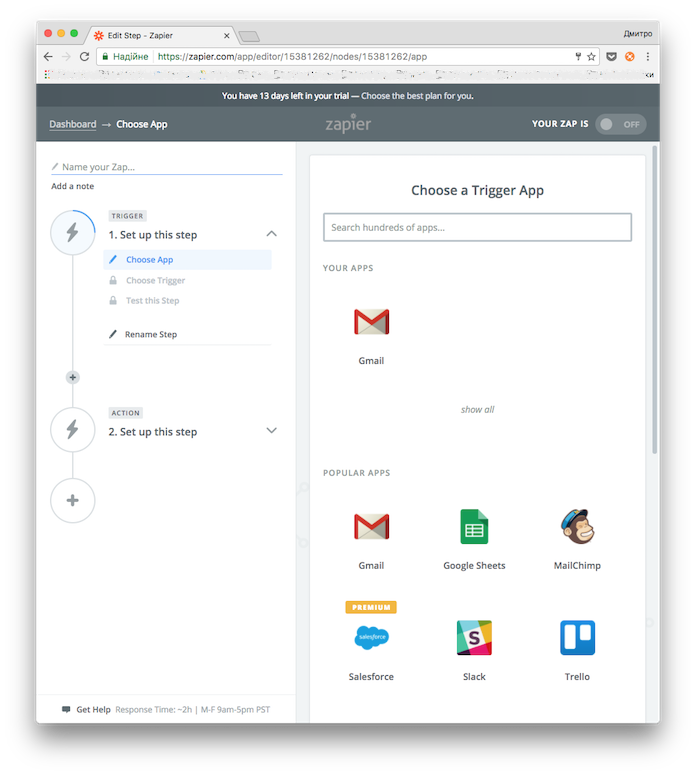 Edit Step - Zapier
Дмитро
Надійне https://zapier.com/app/editor/15381262/nodes/15381262/app
You have 13 days left in your trial — Choose the best plan for you.
Dashboard → Choose App
zapier
YOUR ZAP IS OFF
Name your Zap...
Add a note
TRIGGER
1. Set up this step
Choose App
Choose Trigger
Test this Step
Rename Step
ACTION
2. Set up this step
Get Help Response Time: ~2h | M-F 9am-5pm PST
Choose a Trigger App
Search hundreds of apps...
YOUR APPS
Gmail
show all
POPULAR APPS
Gmail
Google Sheets
MailChimp
PREMIUM
salesforce
Salesforce
Slack
Trello